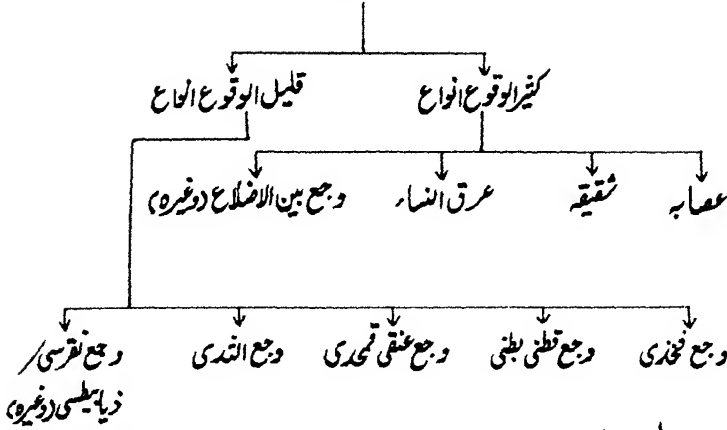 کثیر الوقوع انواع قلیل الوقوع انواع
عصابہ شقیقہ عرق النساء وجع بین الاضلاع (وغیرہ)
وجع فخذی وجع قطنی بطنی وجع عنقی قمحدی وجع الثدی وجع نقرسی/
ذیابیطسی (وغیرہ)